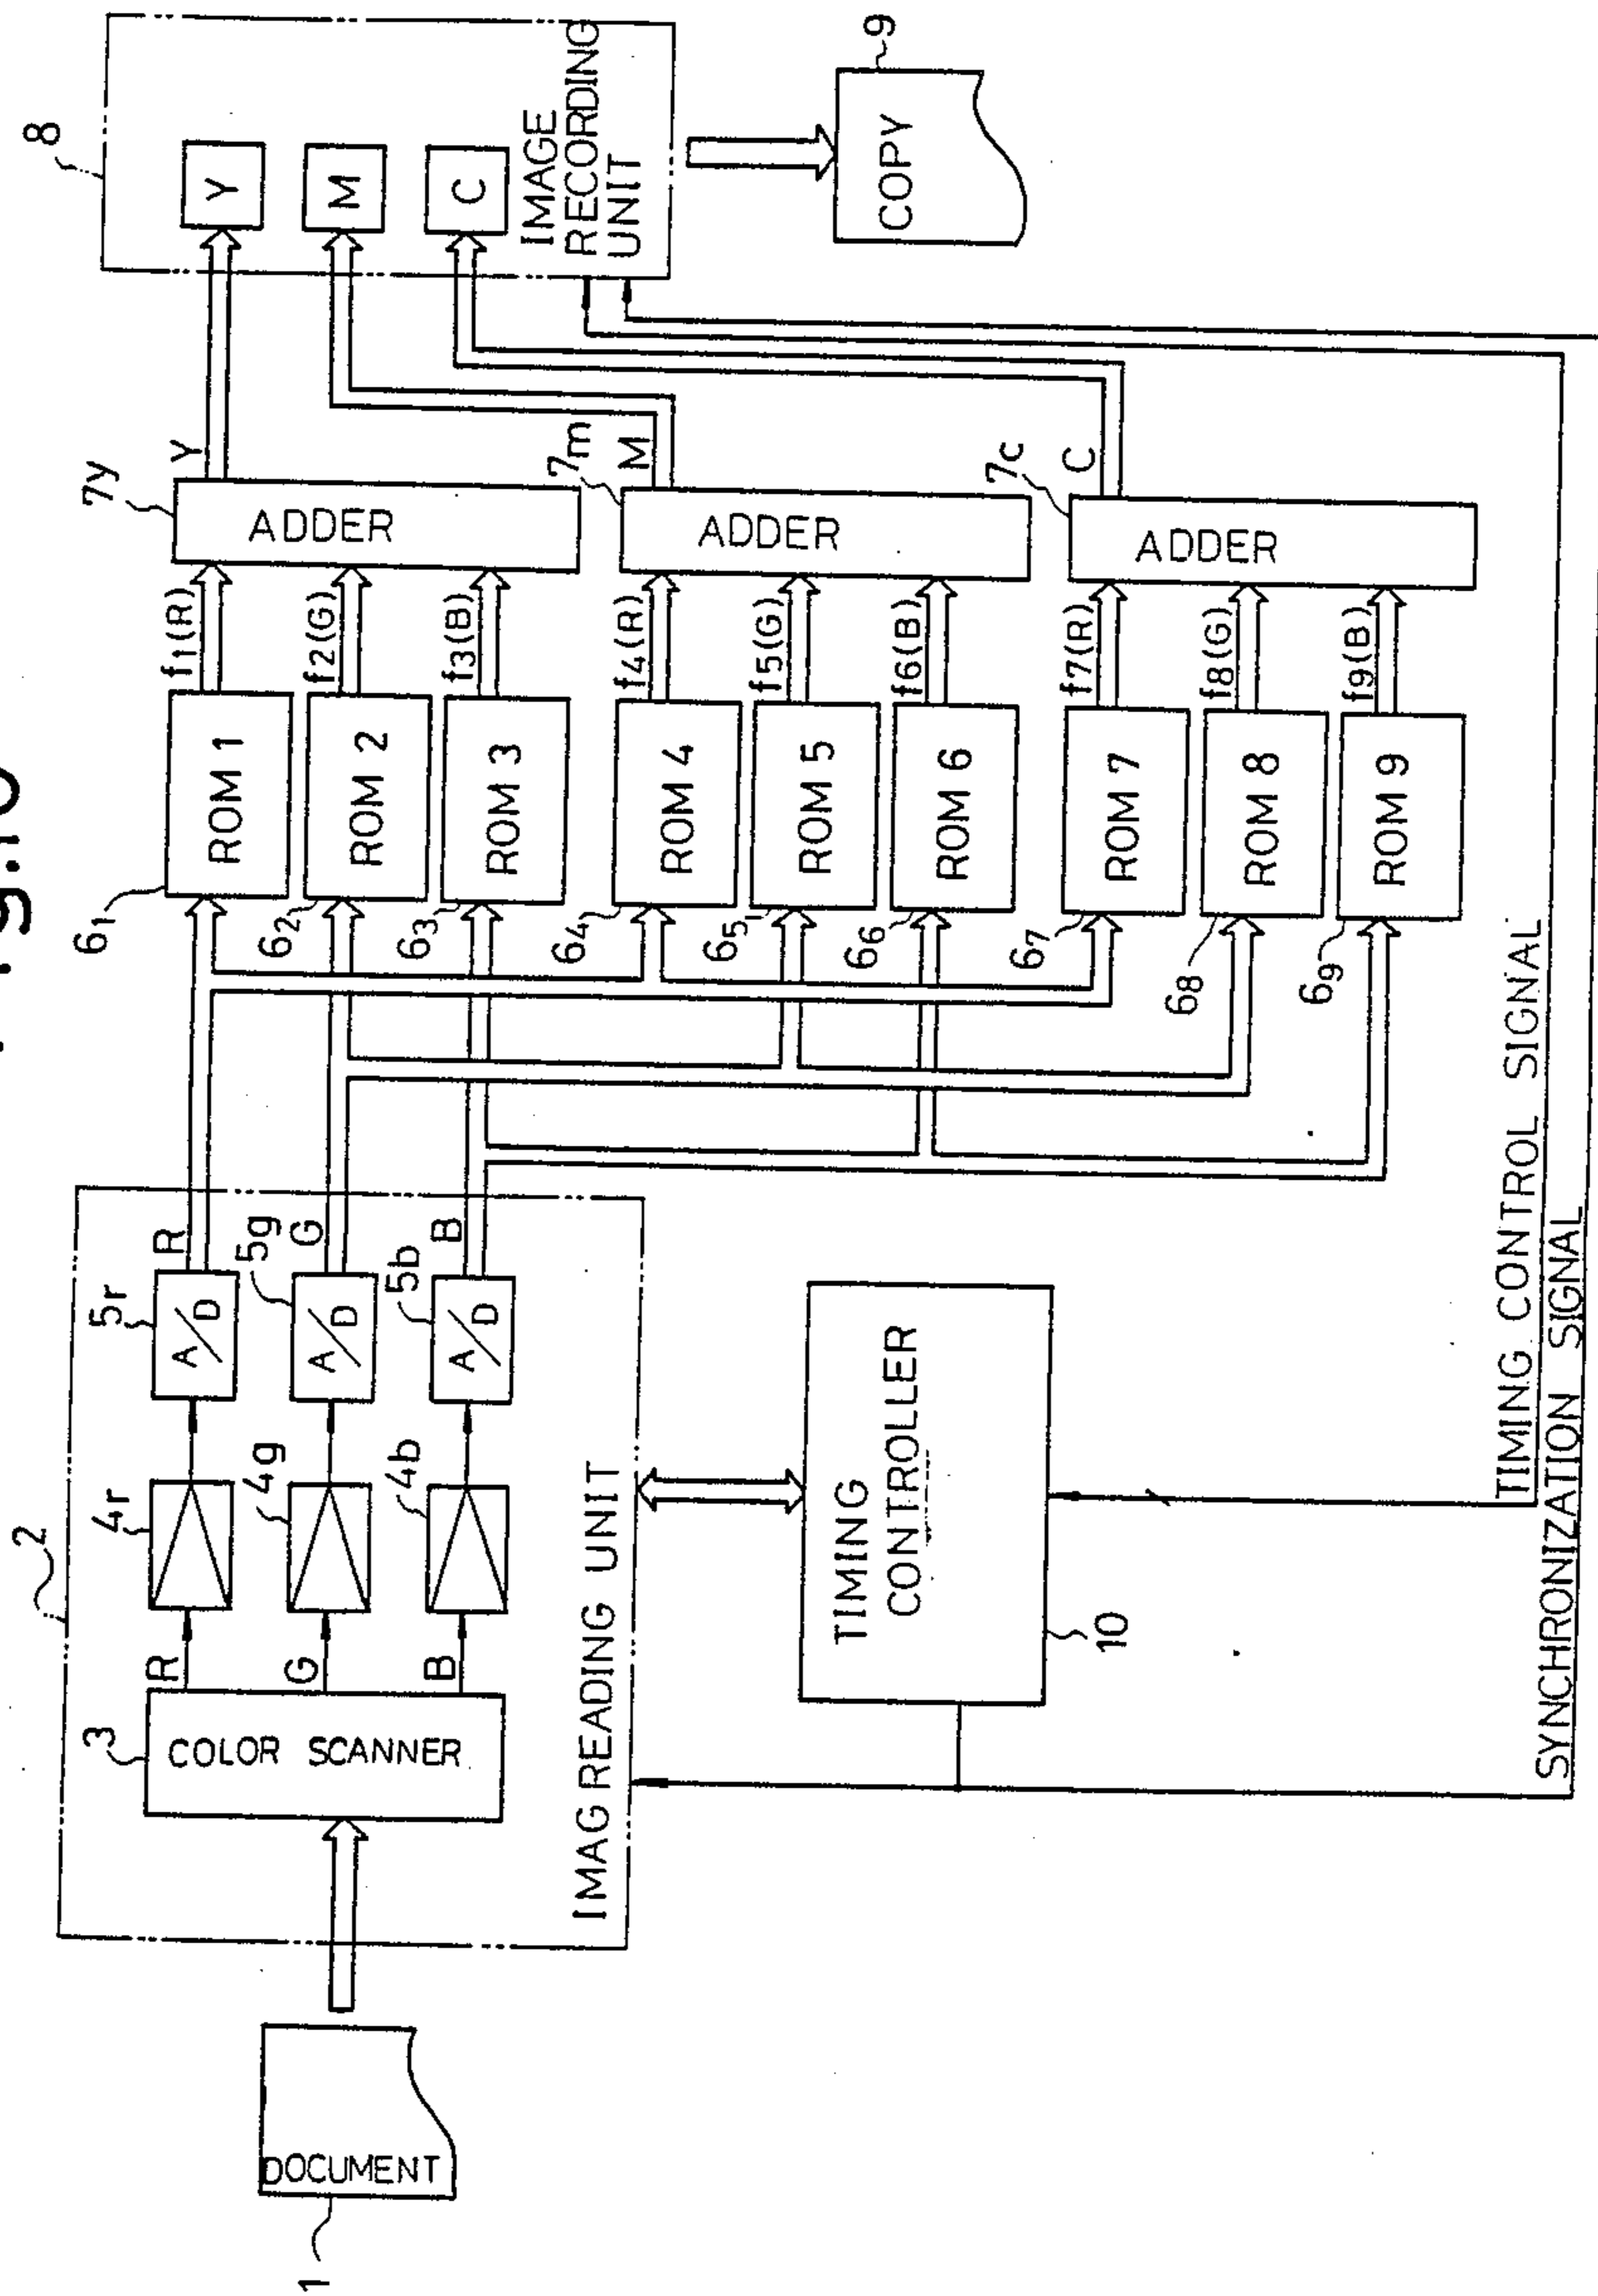 8
Y
M
C
IMAGE
RECORDING
UNIT
9
COPY
7y
Y
ADDER
7m
M
ADDER
7c
C
ADDER
f1(R)
f2(G)
f3(B)
f4(R)
f5(G)
f6(B)
f7(R)
f8(G)
f9(B)
61
ROM 1
62
ROM 2
63
ROM 3
64
ROM 4
65
ROM 5
66
ROM 6
67
ROM 7
68
ROM 8
69
ROM 9
2
3
COLOR SCANNER
R
G
B
4r
4g
4b
5r
A/D
R
5g
A/D
G
5b
A/D
B
IMAG READING UNIT
TIMING
CONTROLLER
10
TIMING CONTROL SIGNAL
SYNCHRONIZATION SIGNAL
DOCUMENT
1